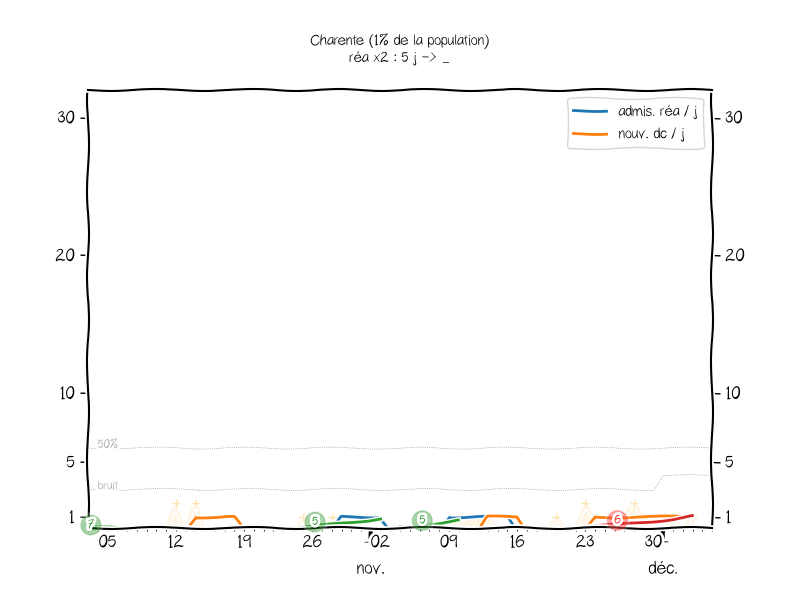 Charente (1% de la population)
réa x2 : 5 j -> _
admis. réa / j
nouv. dc / j
30 30
20 20
10 10
50%
5 5
bruit
1 1
7 5 5 6
05 12 19 26 02 09 16 23 30
nov. déc.